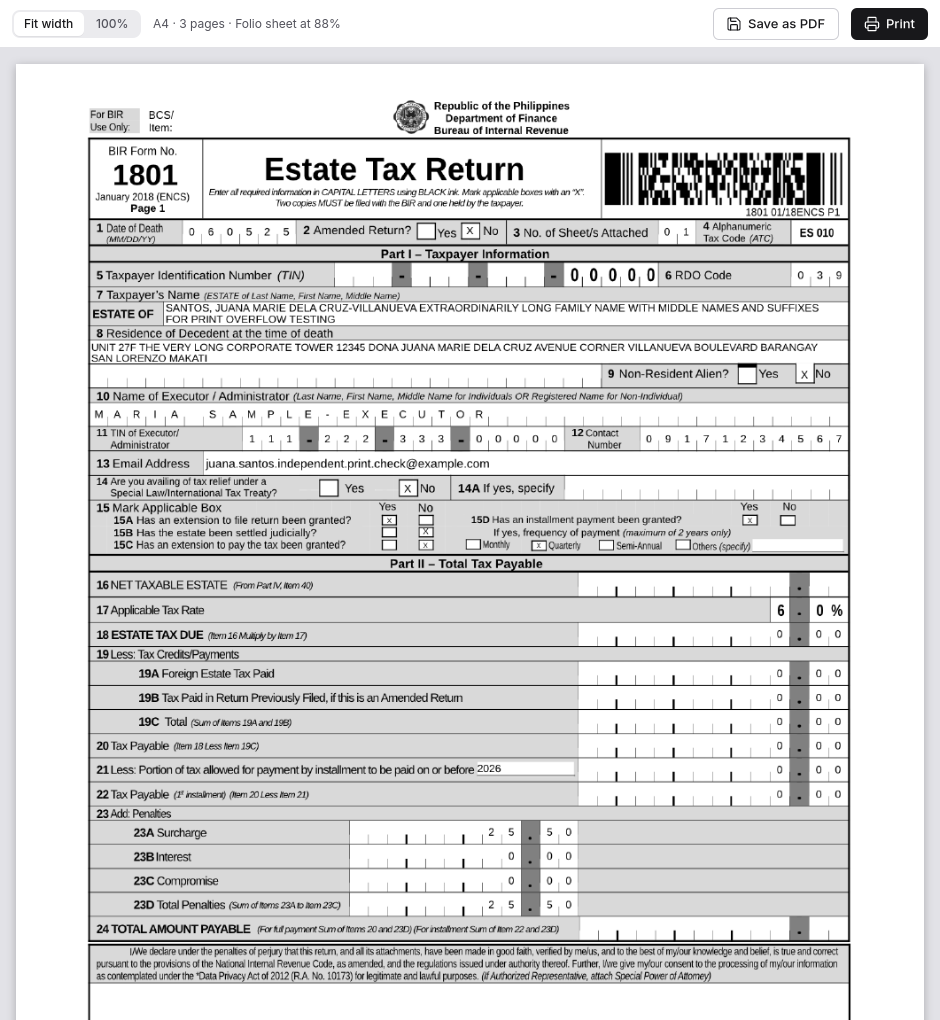 Fit width 100% A4 · 3 pages · Folio sheet at 88% Save as PDF Print
For BIR Use Only: BCS/ Item:
Republic of the Philippines
Department of Finance
Bureau of Internal Revenue
BIR Form No.
1801
January 2018 (ENCS)
Page 1
Estate Tax Return
Enter all required information in CAPITAL LETTERS using BLACK ink. Mark applicable boxes with an "X".
Two copies MUST be filed with the BIR and one held by the taxpayer.
1801 01/18ENCS P1
1 Date of Death (MM/DD/YY) 0 6 0 5 2 5 2 Amended Return? Yes X No 3 No. of Sheet/s Attached 0 1 4 Alphanumeric Tax Code (ATC) ES 010
Part I – Taxpayer Information
5 Taxpayer Identification Number (TIN) - - - 0 0 0 0 0 6 RDO Code 0 3 9
7 Taxpayer's Name (ESTATE of Last Name, First Name, Middle Name)
ESTATE OF SANTOS, JUANA MARIE DELA CRUZ-VILLANUEVA EXTRAORDINARILY LONG FAMILY NAME WITH MIDDLE NAMES AND SUFFIXES
FOR PRINT OVERFLOW TESTING
8 Residence of Decedent at the time of death
UNIT 27F THE VERY LONG CORPORATE TOWER 12345 DONA JUANA MARIE DELA CRUZ AVENUE CORNER VILLANUEVA BOULEVARD BARANGAY
SAN LORENZO MAKATI
9 Non-Resident Alien? Yes X No
10 Name of Executor / Administrator (Last Name, First Name, Middle Name for Individuals OR Registered Name for Non-Individual)
M A R I A S A M P L E - E X E C U T O R
11 TIN of Executor/ Administrator 1 1 1 - 2 2 2 - 3 3 3 - 0 0 0 0 0 12 Contact Number 0 9 1 7 1 2 3 4 5 6 7
13 Email Address juana.santos.independent.print.check@example.com
14 Are you availing of tax relief under a Special Law/International Tax Treaty? Yes X No 14A If yes, specify
15 Mark Applicable Box Yes No Yes No
15A Has an extension to file return been granted? X 15D Has an installment payment been granted? X
15B Has the estate been settled judicially? X If yes, frequency of payment (maximum of 2 years only)
15C Has an extension to pay the tax been granted? X Monthly X Quarterly Semi-Annual Others (specify)
Part II – Total Tax Payable
16 NET TAXABLE ESTATE (From Part IV, Item 40) .
17 Applicable Tax Rate 6 . 0 %
18 ESTATE TAX DUE (Item 16 Multiply by Item 17) 0 . 0 0
19 Less: Tax Credits/Payments
19A Foreign Estate Tax Paid 0 . 0 0
19B Tax Paid in Return Previously Filed, if this is an Amended Return 0 . 0 0
19C Total (Sum of Items 19A and 19B) 0 . 0 0
20 Tax Payable (Item 18 Less Item 19C) 0 . 0 0
21 Less: Portion of tax allowed for payment by installment to be paid on or before 2026 0 . 0 0
22 Tax Payable (1st installment) (Item 20 Less Item 21) 0 . 0 0
23 Add: Penalties
23A Surcharge 2 5 . 5 0
23B Interest 0 . 0 0
23C Compromise 0 . 0 0
23D Total Penalties (Sum of Items 23A to Item 23C) 2 5 . 5 0
24 TOTAL AMOUNT PAYABLE (For full payment Sum of Items 20 and 23D) (For installment Sum of Item 22 and 23D) .
I/We declare under the penalties of perjury that this return, and all its attachments, have been made in good faith, verified by me/us, and to the best of my/our knowledge and belief, is true and correct
pursuant to the provisions of the National Internal Revenue Code, as amended, and the regulations issued under authority thereof. Further, I/we give my/our consent to the processing of my/our information
as contemplated under the *Data Privacy Act of 2012 (R.A. No. 10173) for legitimate and lawful purposes. (If Authorized Representative, attach Special Power of Attorney)